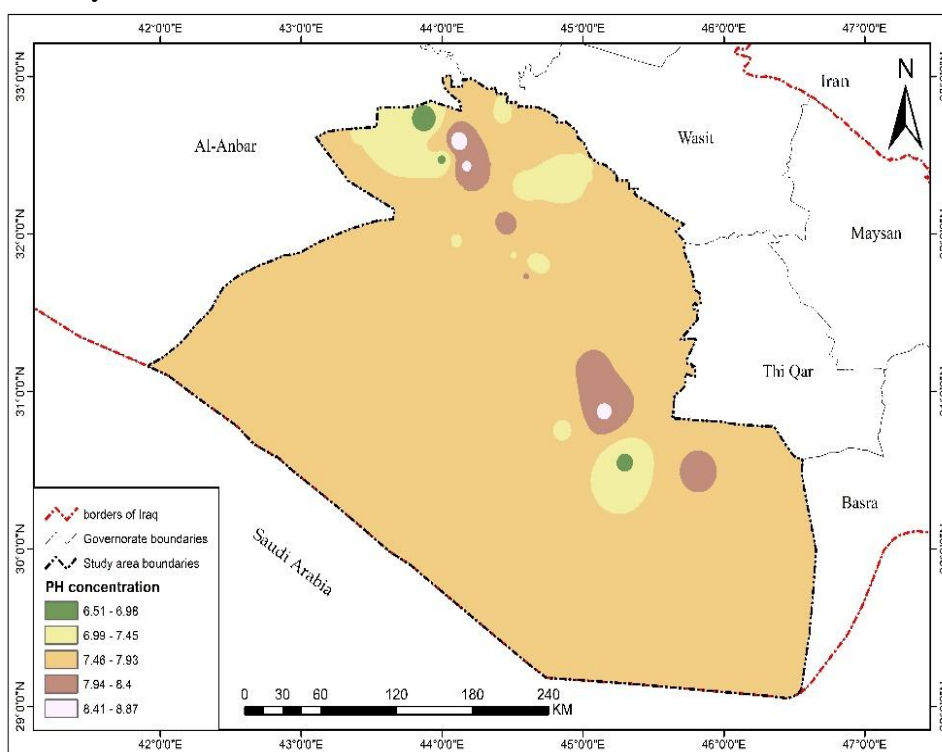 42°0'0"E 43°0'0"E 44°0'0"E 45°0'0"E 46°0'0"E 47°0'0"E
33°0'0"N
32°0'0"N
31°0'0"N
30°0'0"N
29°0'0"N
N
Iran
Al-Anbar
Wasit
Maysan
Thi Qar
Basra
Saudi Arabia
borders of Iraq
Governorate boundaries
Study area boundaries
PH concentration
6.51 - 6.98
6.99 - 7.45
7.46 - 7.93
7.94 - 8.4
8.41 - 8.87
0 30 60 120 180 240
KM
42°0'0"E 43°0'0"E 44°0'0"E 45°0'0"E 46°0'0"E 47°0'0"E